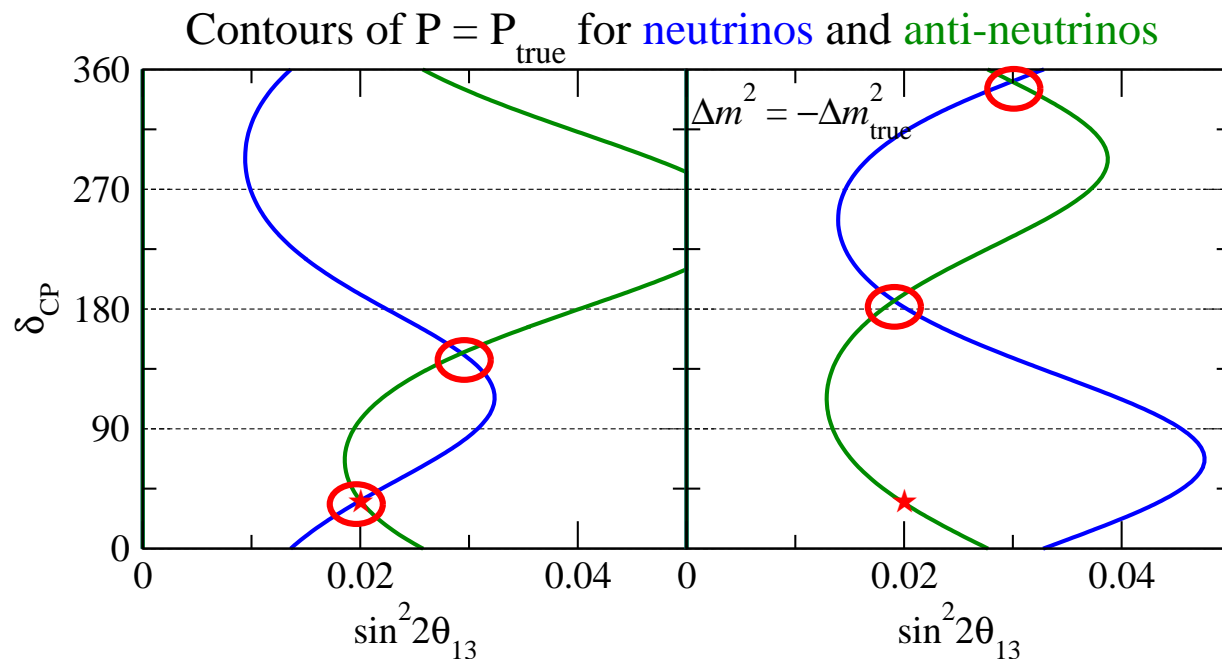 Contours of P = P_true for neutrinos and anti-neutrinos
360
270
180
90
0
δ_CP
Δm² = −Δm²_true
0 0.02 0.04 0 0.02 0.04
sin²2θ₁₃ sin²2θ₁₃